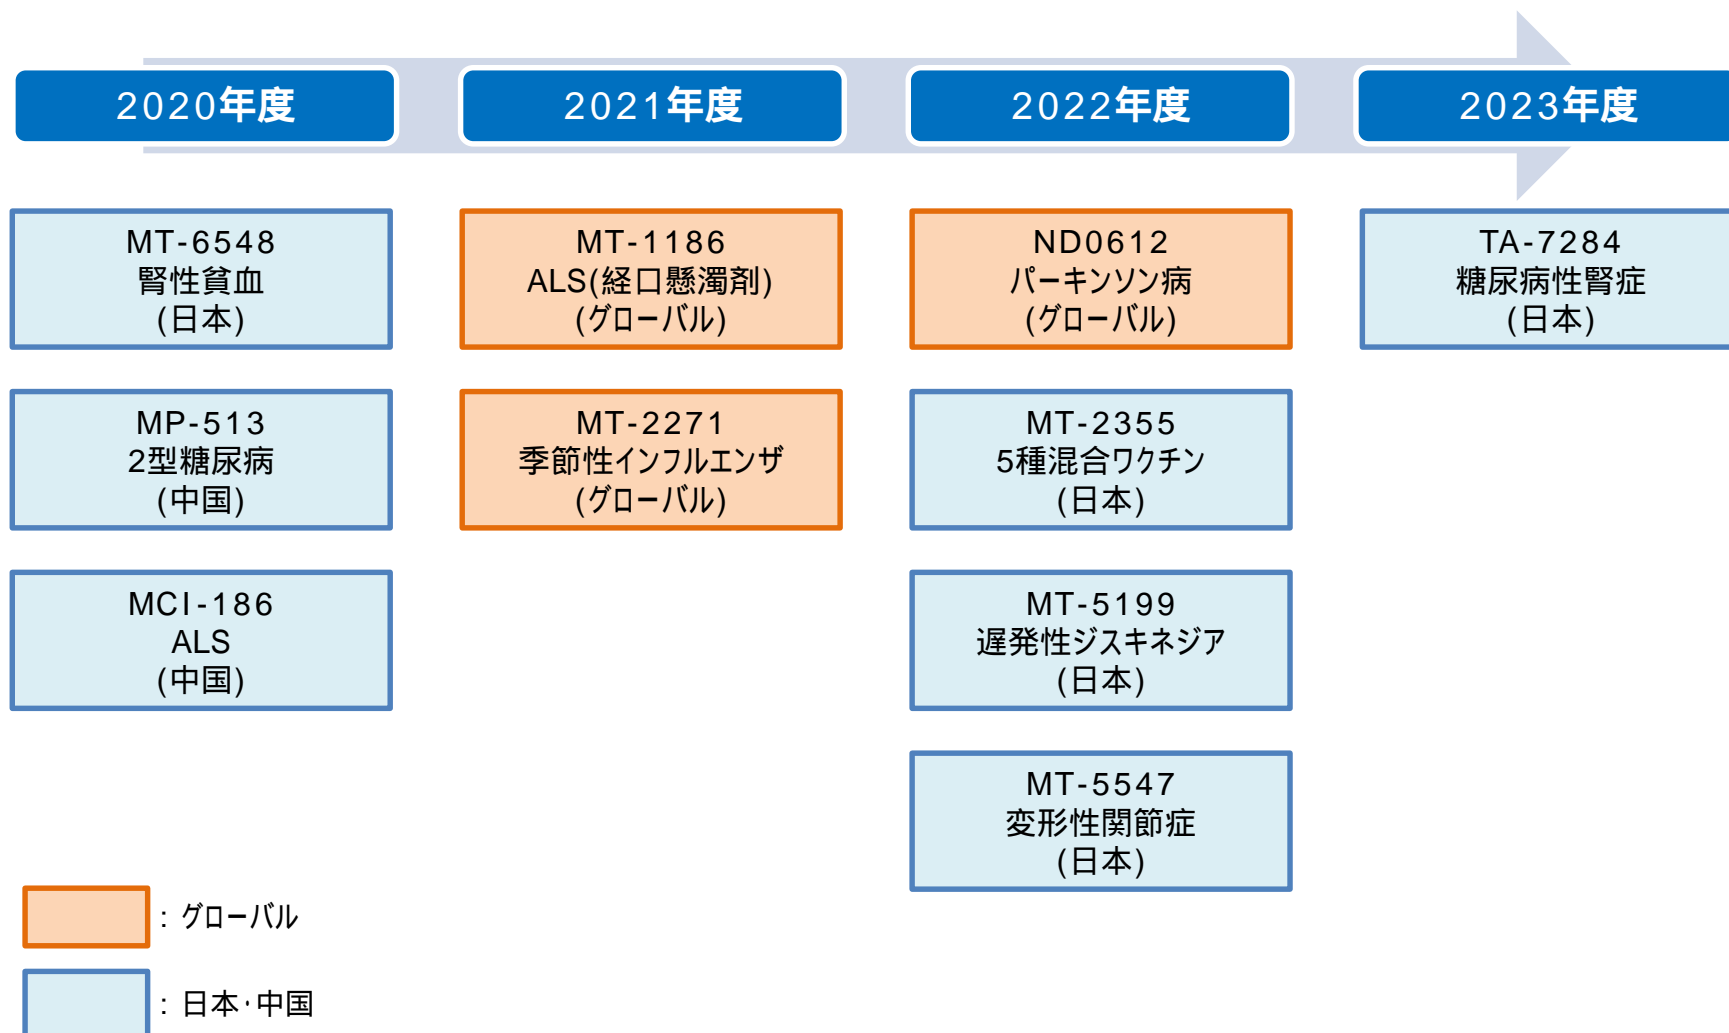 2020年度
2021年度
2022年度
2023年度
MT-6548
腎性貧血
(日本)
MT-1186
ALS(経口懸濁剤)
(グローバル)
ND0612
パーキンソン病
(グローバル)
TA-7284
糖尿病性腎症
(日本)
MP-513
2型糖尿病
(中国)
MT-2271
季節性インフルエンザ
(グローバル)
MT-2355
5種混合ワクチン
(日本)
MCI-186
ALS
(中国)
MT-5199
遅発性ジスキネジア
(日本)
MT-5547
変形性関節症
(日本)
: グローバル
: 日本・中国